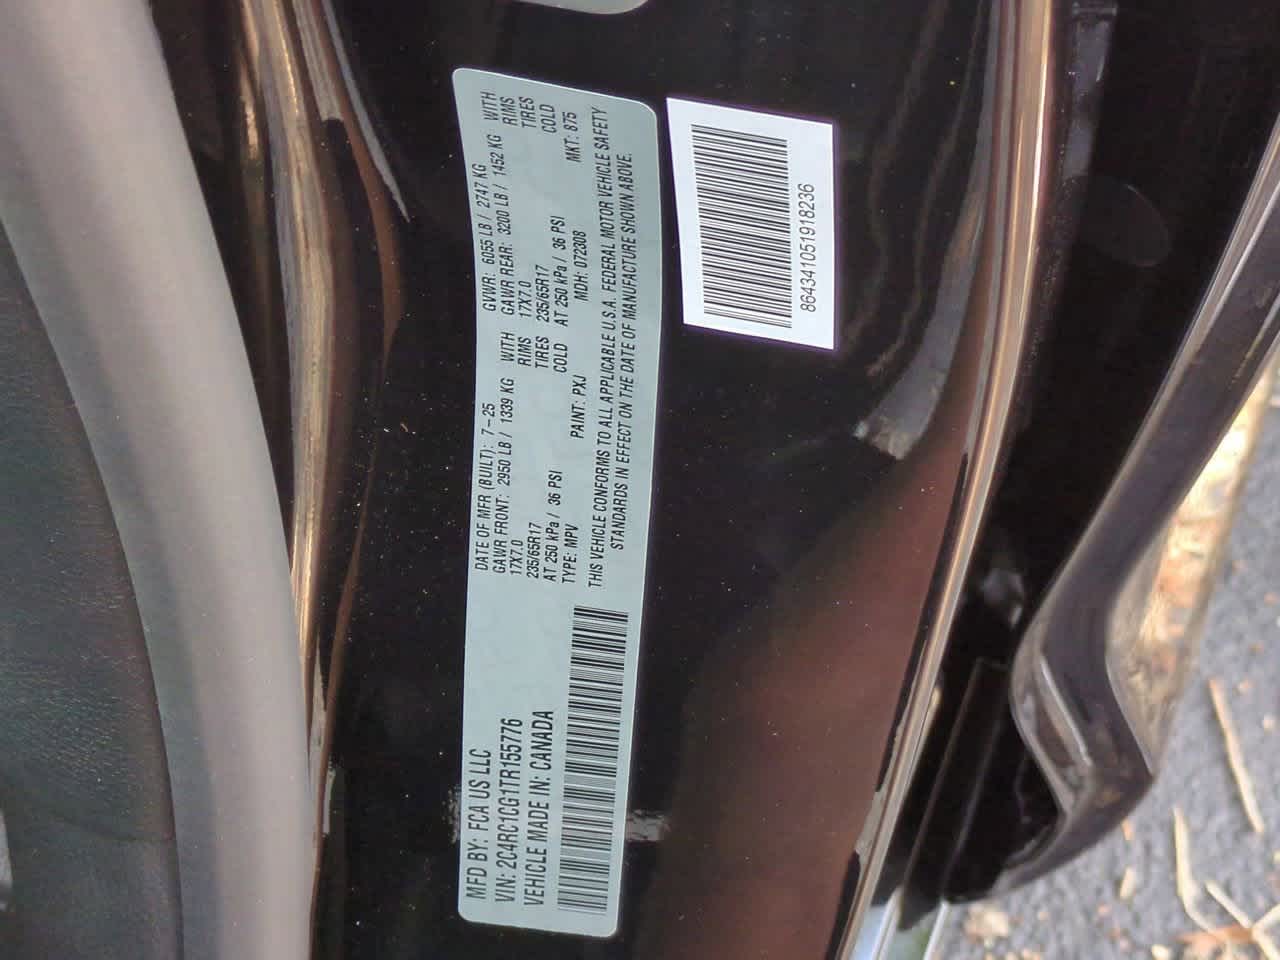 MFD BY: FCA US LLC
VIN: 2C4RC1CG1TR155776
VEHICLE MADE IN: CANADA
DATE OF MFR (BUILT): 7-25 GVWR: 6055 LB / 2747 KG
GAWR FRONT: 2950 LB / 1339 KG WITH GAWR REAR: 3200 LB / 1452 KG WITH
17X7.0 RIMS 17X7.0 RIMS
235/65R17 TIRES 235/65R17 TIRES
AT 250 kPa / 36 PSI COLD AT 250 kPa / 36 PSI COLD
TYPE: MPV PAINT: PXJ MDH: 072308 MKT: 875
THIS VEHICLE CONFORMS TO ALL APPLICABLE U.S.A. FEDERAL MOTOR VEHICLE SAFETY
STANDARDS IN EFFECT ON THE DATE OF MANUFACTURE SHOWN ABOVE.
864341051918236